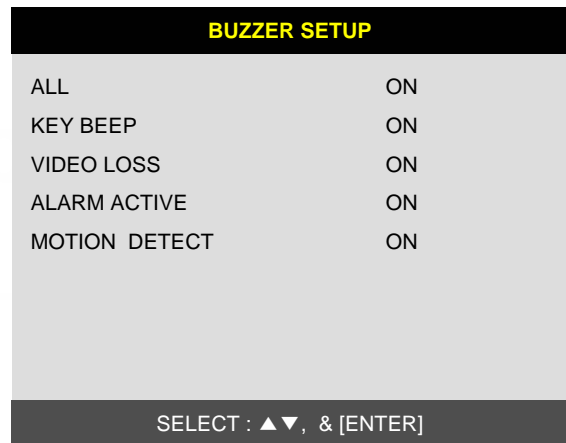 BUZZER SETUP
ALL ON
KEY BEEP ON
VIDEO LOSS ON
ALARM ACTIVE ON
MOTION DETECT ON
SELECT : ▲▼, & [ENTER]